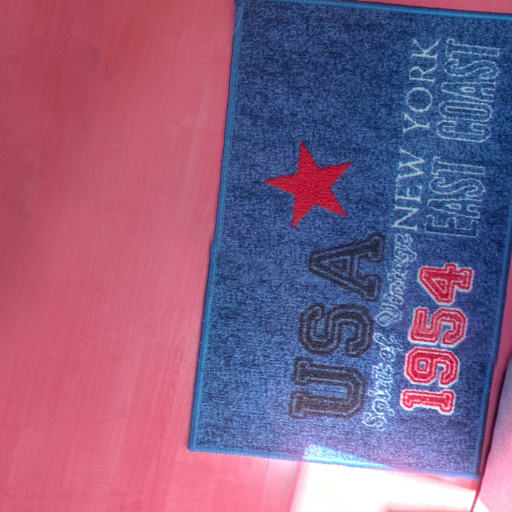 USA
Spirit of Vintage
NEW YORK
1954 EAST COAST